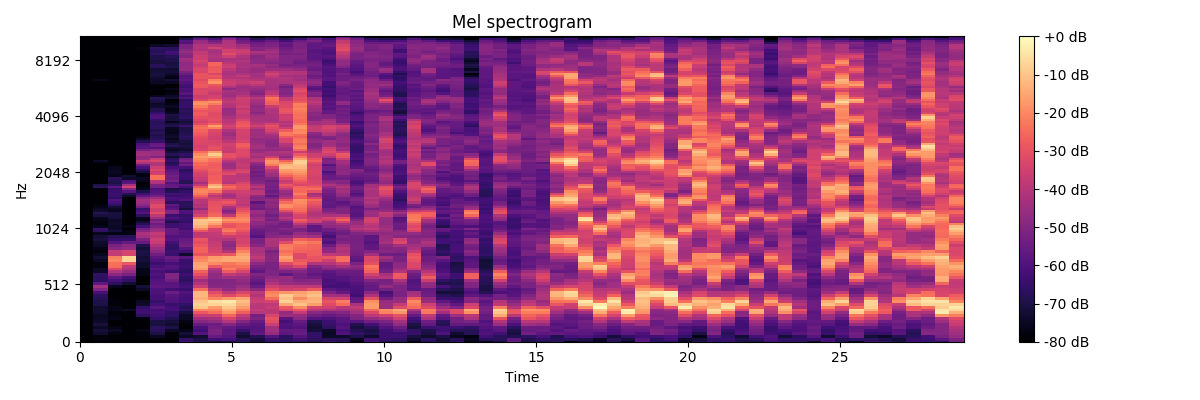 Mel spectrogram
8192
4096
2048
1024
512
0
Hz
0 5 10 15 20 25
Time
+0 dB
-10 dB
-20 dB
-30 dB
-40 dB
-50 dB
-60 dB
-70 dB
-80 dB